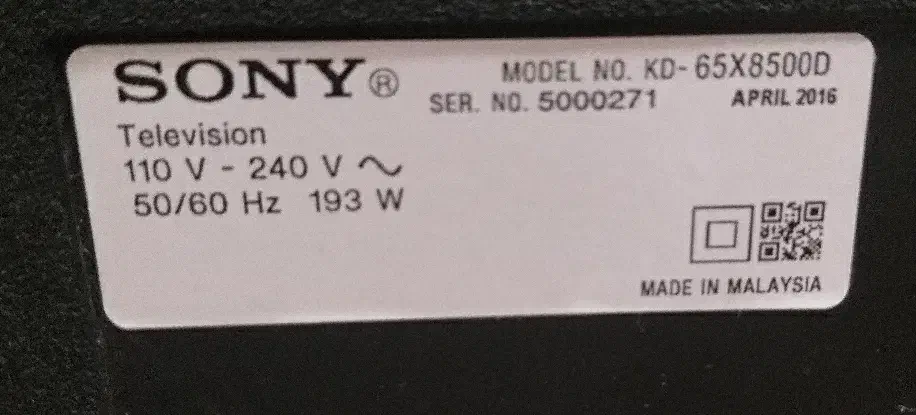 SONY®
MODEL NO. KD-65X8500D
SER. NO. 5000271
APRIL 2016
Television
110 V - 240 V ~
50/60 Hz 193 W
MADE IN MALAYSIA